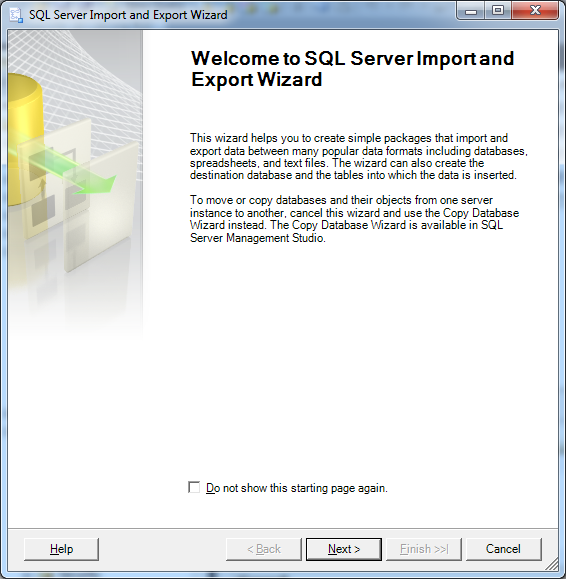 SQL Server Import and Export Wizard
Welcome to SQL Server Import and
Export Wizard
This wizard helps you to create simple packages that import and
export data between many popular data formats including databases,
spreadsheets, and text files. The wizard can also create the
destination database and the tables into which the data is inserted.
To move or copy databases and their objects from one server
instance to another, cancel this wizard and use the Copy Database
Wizard instead. The Copy Database Wizard is available in SQL
Server Management Studio.
Do not show this starting page again.
Help
< Back
Next >
Finish >>|
Cancel